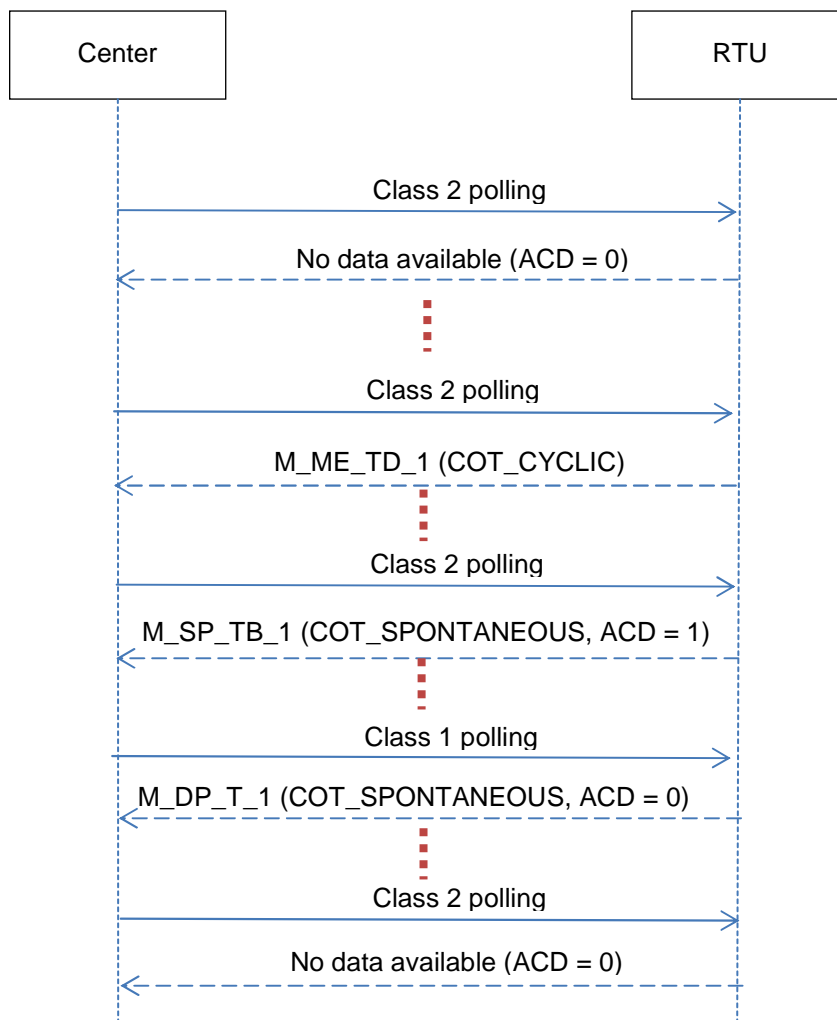 Center
RTU
Class 2 polling
No data available (ACD = 0)
Class 2 polling
M_ME_TD_1 (COT_CYCLIC)
Class 2 polling
M_SP_TB_1 (COT_SPONTANEOUS, ACD = 1)
Class 1 polling
M_DP_T_1 (COT_SPONTANEOUS, ACD = 0)
Class 2 polling
No data available (ACD = 0)